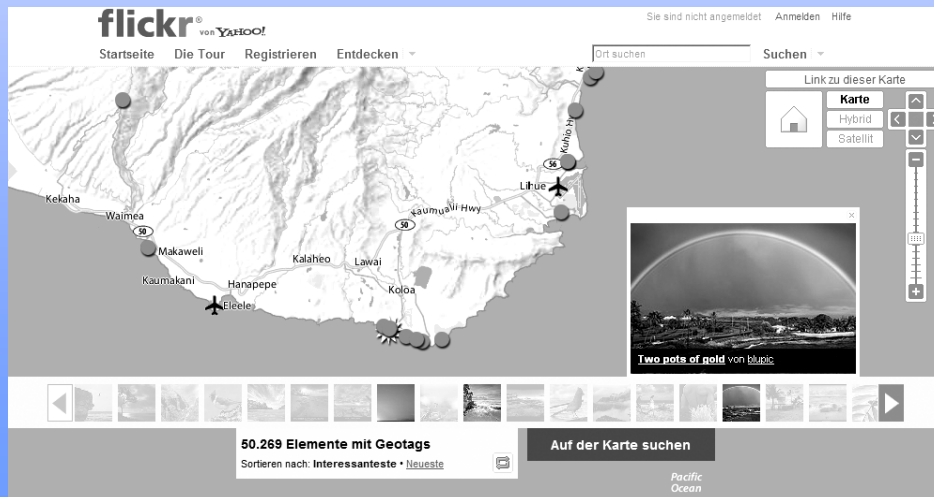 flickr® von YAHOO!
Sie sind nicht angemeldet Anmelden Hilfe
Startseite Die Tour Registrieren Entdecken
Ort suchen Suchen
Link zu dieser Karte
Karte
Hybrid
Satellit
Kuhio H
56
Lihue
Kekaha
Kaumualii Hwy
Waimea
50
50
Makaweli
Kalaheo
Lawai
Kaumakani
Hanapepe
Koloa
Eleele
Two pots of gold von blupic
50.269 Elemente mit Geotags
Auf der Karte suchen
Sortieren nach: Interessanteste • Neueste
Pacific
Ocean